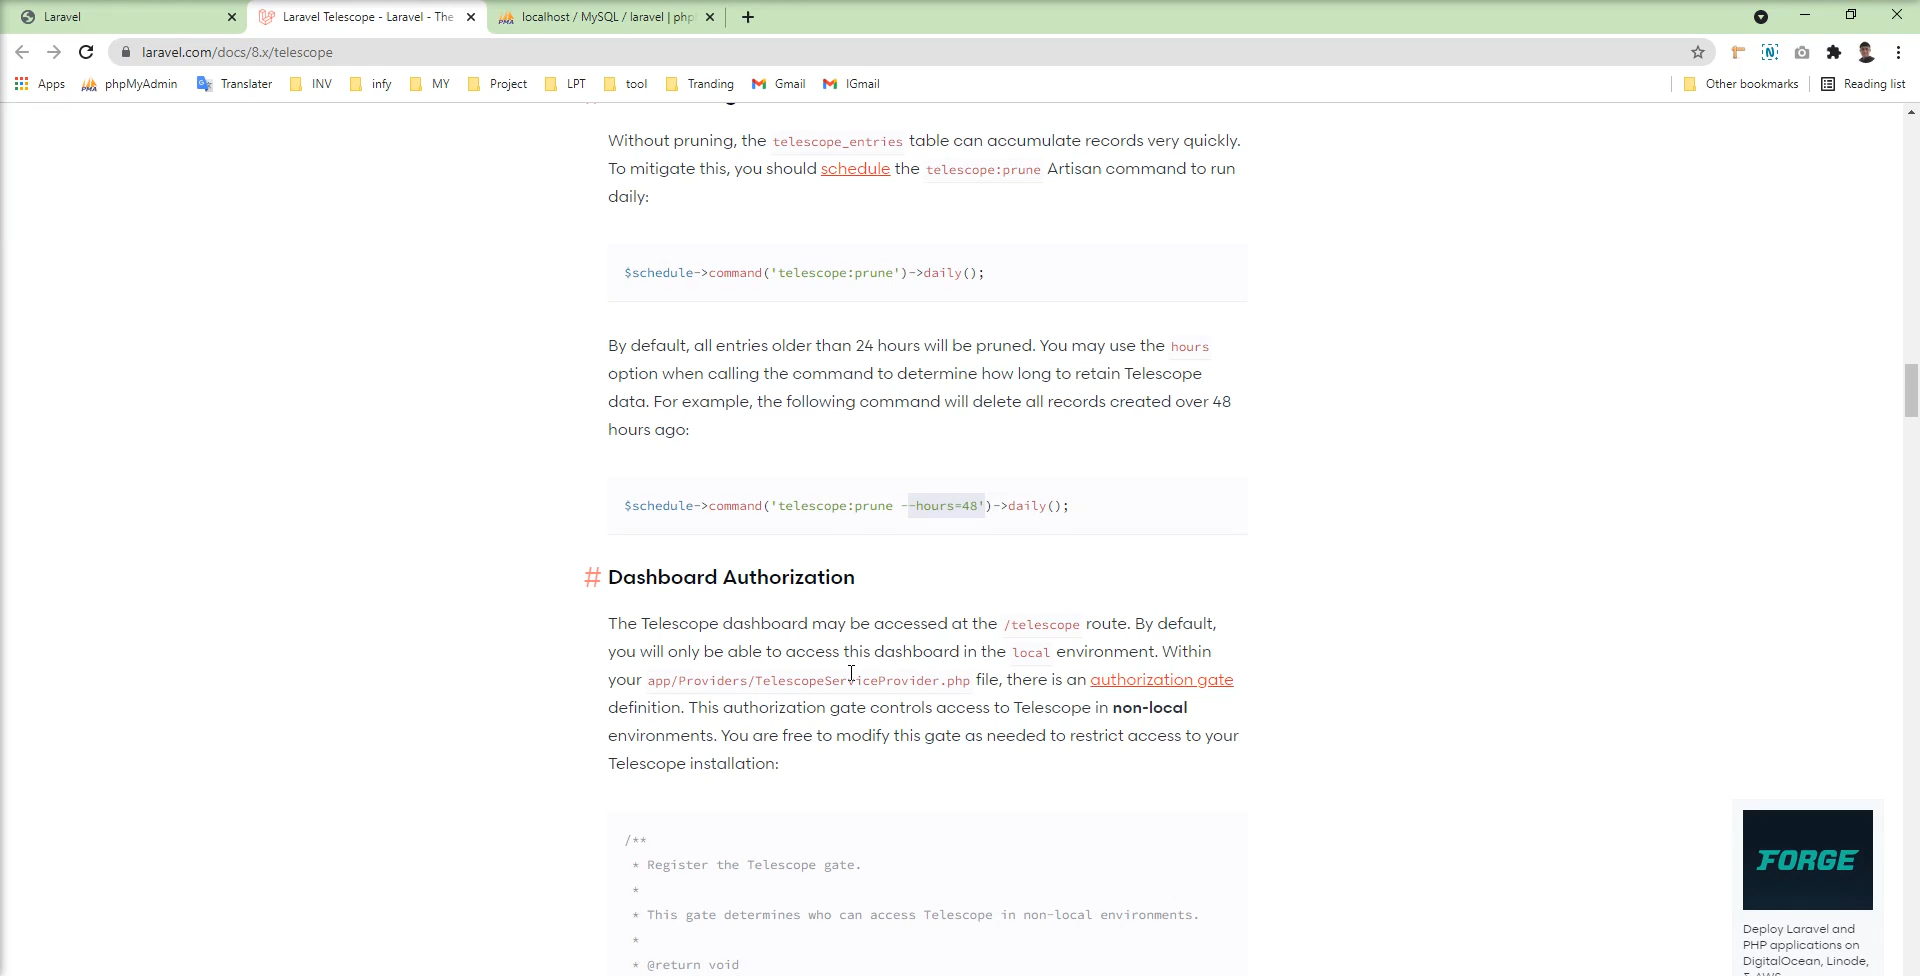 Laravel
Laravel Telescope - Laravel - The
localhost / MySQL / laravel | php
laravel.com/docs/8.x/telescope
Apps
phpMyAdmin
Translater
INV
infy
MY
Project
LPT
tool
Tranding
Gmail
IGmail
Other bookmarks
Reading list
Without pruning, the telescope_entries table can accumulate records very quickly.
To mitigate this, you should schedule the telescope:prune Artisan command to run
daily:
$schedule->command('telescope:prune')->daily();
By default, all entries older than 24 hours will be pruned. You may use the hours
option when calling the command to determine how long to retain Telescope
data. For example, the following command will delete all records created over 48
hours ago:
$schedule->command('telescope:prune --hours=48')->daily();
# Dashboard Authorization
The Telescope dashboard may be accessed at the /telescope route. By default,
you will only be able to access this dashboard in the local environment. Within
your app/Providers/TelescopeServiceProvider.php file, there is an authorization gate
definition. This authorization gate controls access to Telescope in non-local
environments. You are free to modify this gate as needed to restrict access to your
Telescope installation:
/**
* Register the Telescope gate.
*
* This gate determines who can access Telescope in non-local environments.
*
* @return void
FORGE
Deploy Laravel and
PHP applications on
DigitalOcean, Linode,